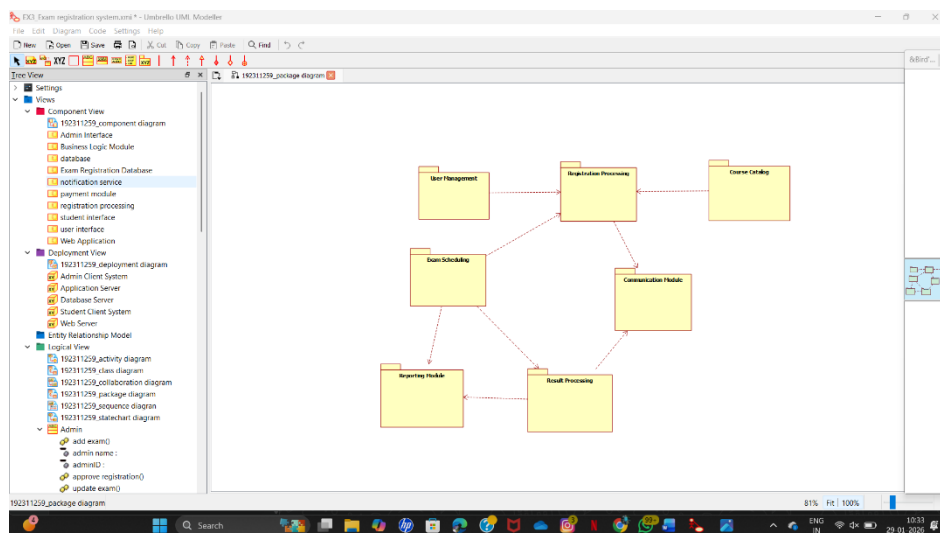 EX3_Exam registration system.xmi * - Umbrello UML Modeller
File Edit Diagram Code Settings Help
New Open Save Cut Copy Paste Find
XYZ
&Bird'...
Tree View
192311259_package diagram
Settings
Views
Component View
192311259_component diagram
Admin Interface
Business Logic Module
database
Exam Registration Database
notification service
payment module
registration processing
student interface
user interface
Web Application
Deployment View
192311259_deployment diagram
Admin Client System
Application Server
Database Server
Student Client System
Web Server
Entity Relationship Model
Logical View
192311259_activity diagram
192311259_class diagram
192311259_collaboration diagram
192311259_package diagram
192311259_sequence diagran
192311259_statechart diagram
Admin
add exam()
admin name :
adminID :
approve registration()
update exam()
User Management
Registration Processing
Course Catalog
Exam Scheduling
Communication Module
Reporting Module
Result Processing
192311259_package diagram
81% Fit 100%
4
Search
99+
ENG
IN
10:33
29-01-2026